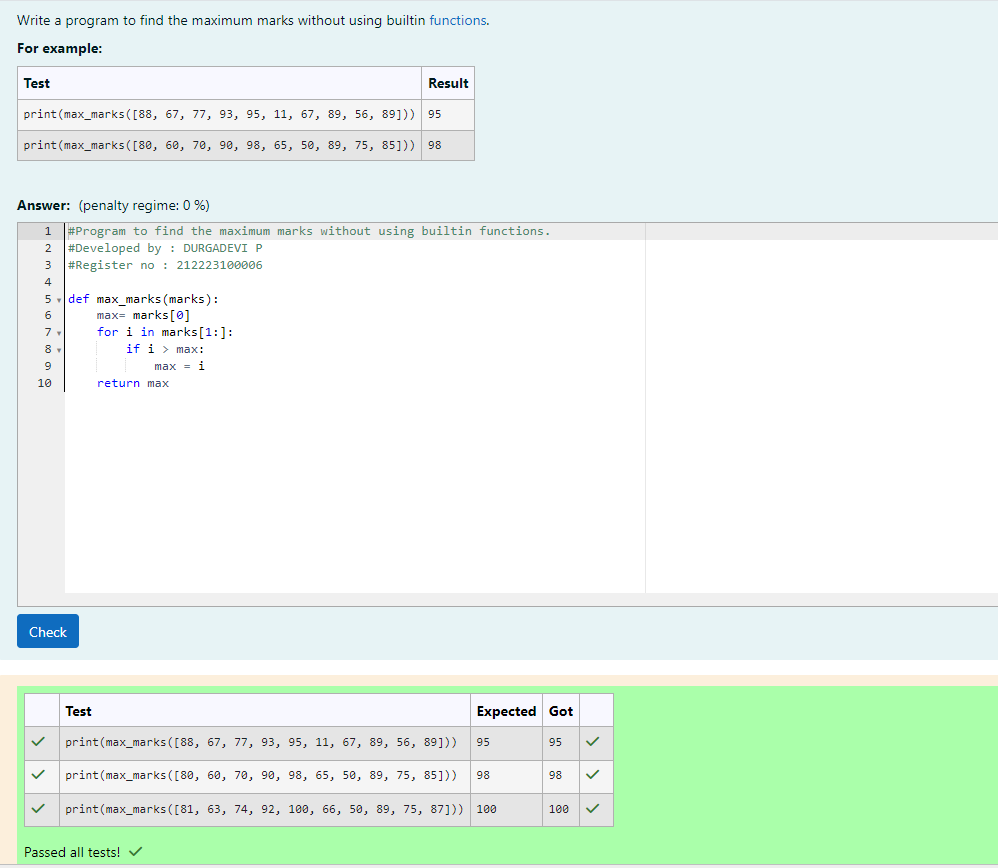 Write a program to find the maximum marks without using builtin functions.
For example:
Test Result
print(max_marks([88, 67, 77, 93, 95, 11, 67, 89, 56, 89])) 95
print(max_marks([80, 60, 70, 90, 98, 65, 50, 89, 75, 85])) 98
Answer: (penalty regime: 0 %)
1 #Program to find the maximum marks without using builtin functions.
2 #Developed by : DURGADEVI P
3 #Register no : 212223100006
4
5 def max_marks(marks):
6     max= marks[0]
7     for i in marks[1:]:
8         if i > max:
9             max = i
10     return max
Check
Test Expected Got
print(max_marks([88, 67, 77, 93, 95, 11, 67, 89, 56, 89])) 95 95
print(max_marks([80, 60, 70, 90, 98, 65, 50, 89, 75, 85])) 98 98
print(max_marks([81, 63, 74, 92, 100, 66, 50, 89, 75, 87])) 100 100
Passed all tests!